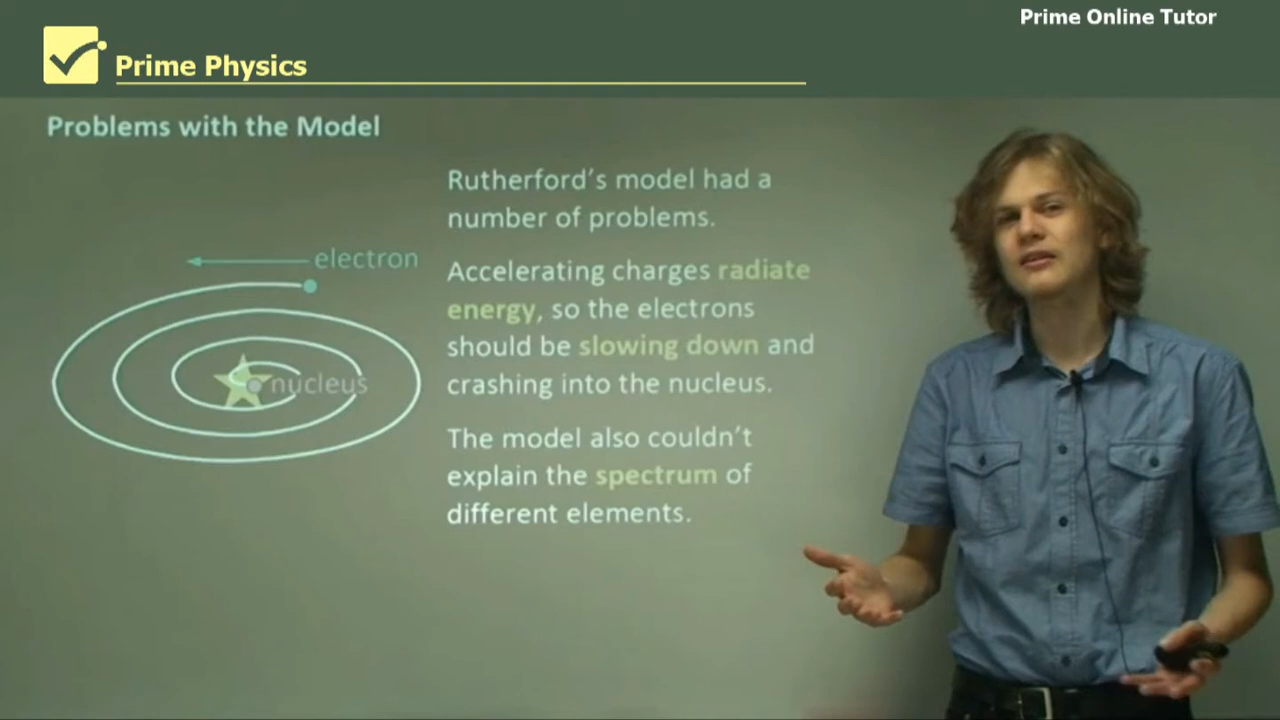 Prime Online Tutor
Prime Physics
Problems with the Model
Rutherford's model had a
number of problems.
electron
Accelerating charges radiate
energy, so the electrons
should be slowing down and
nucleus
crashing into the nucleus.
The model also couldn't
explain the spectrum of
different elements.